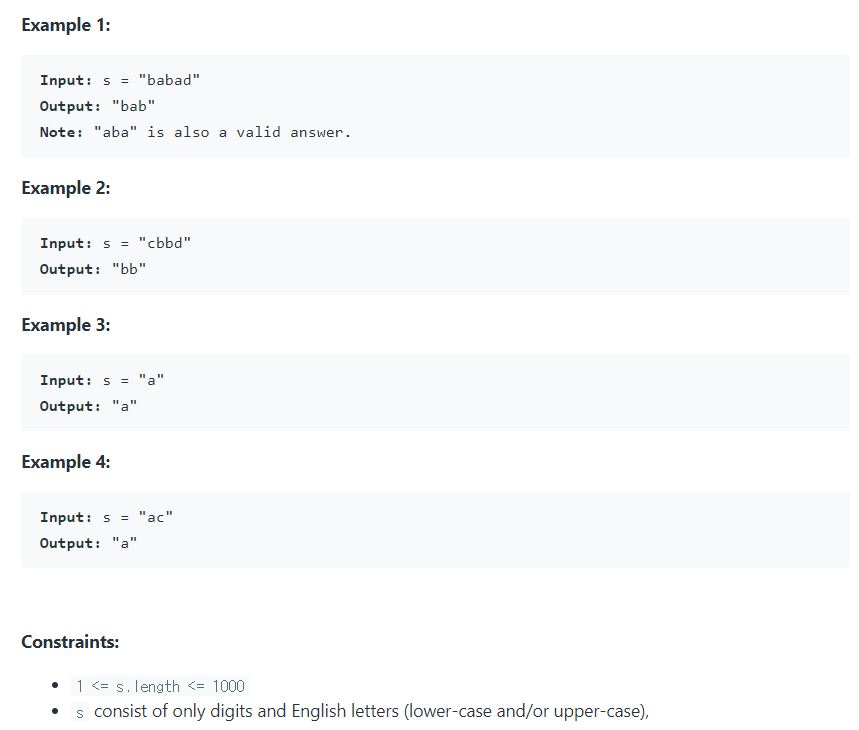 Example 1:
Input: s = "babad"
Output: "bab"
Note: "aba" is also a valid answer.
Example 2:
Input: s = "cbbd"
Output: "bb"
Example 3:
Input: s = "a"
Output: "a"
Example 4:
Input: s = "ac"
Output: "a"
Constraints:
• 1 <= s.length <= 1000
• s consist of only digits and English letters (lower-case and/or upper-case),